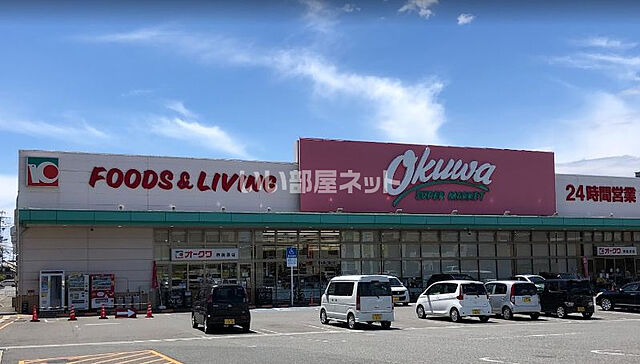 FOODS & LIVING
いい部屋ネット
Okuwa
SUPER MARKET
24時間営業
オークワ